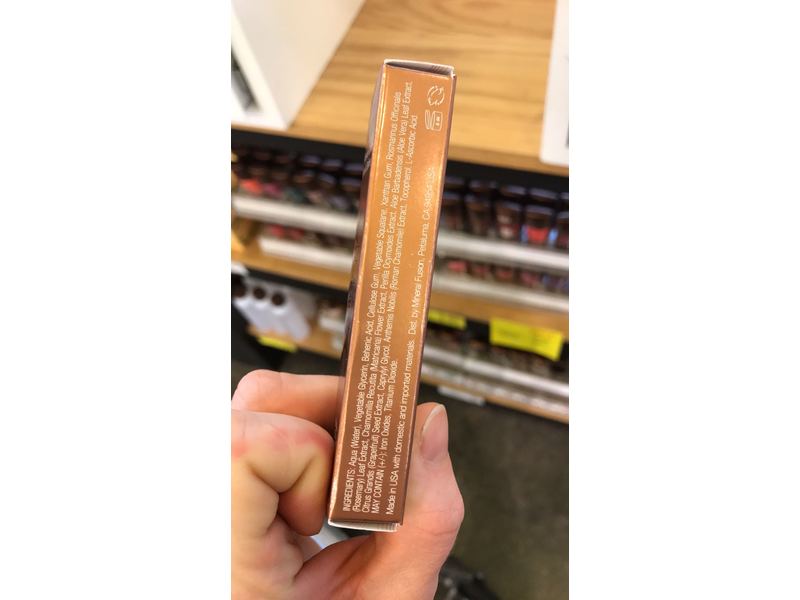 INGREDIENTS: Aqua (Water), Vegetable Glycerin, Behenic Acid, Cellulose Gum, Vegetable Squalane, Xanthan Gum, Rosmarinus Officinalis
(Rosemary) Leaf Extract, Chamomilla Recutita (Matricaria) Flower Extract, Perilla Ocymoides Extract, Aloe Barbadensis (Aloe Vera) Leaf Extract,
Citrus Grandis (Grapefruit) Seed Extract, Caprylyl Glycol, Anthemis Nobilis (Roman Chamomile) Extract, Tocopherol, L-Ascorbic Acid.
MAY CONTAIN (+/-): Iron Oxides, Titanium Dioxide.
Made in USA with domestic and imported materials. Dist. by Mineral Fusion, Petaluma, CA 94954 USA